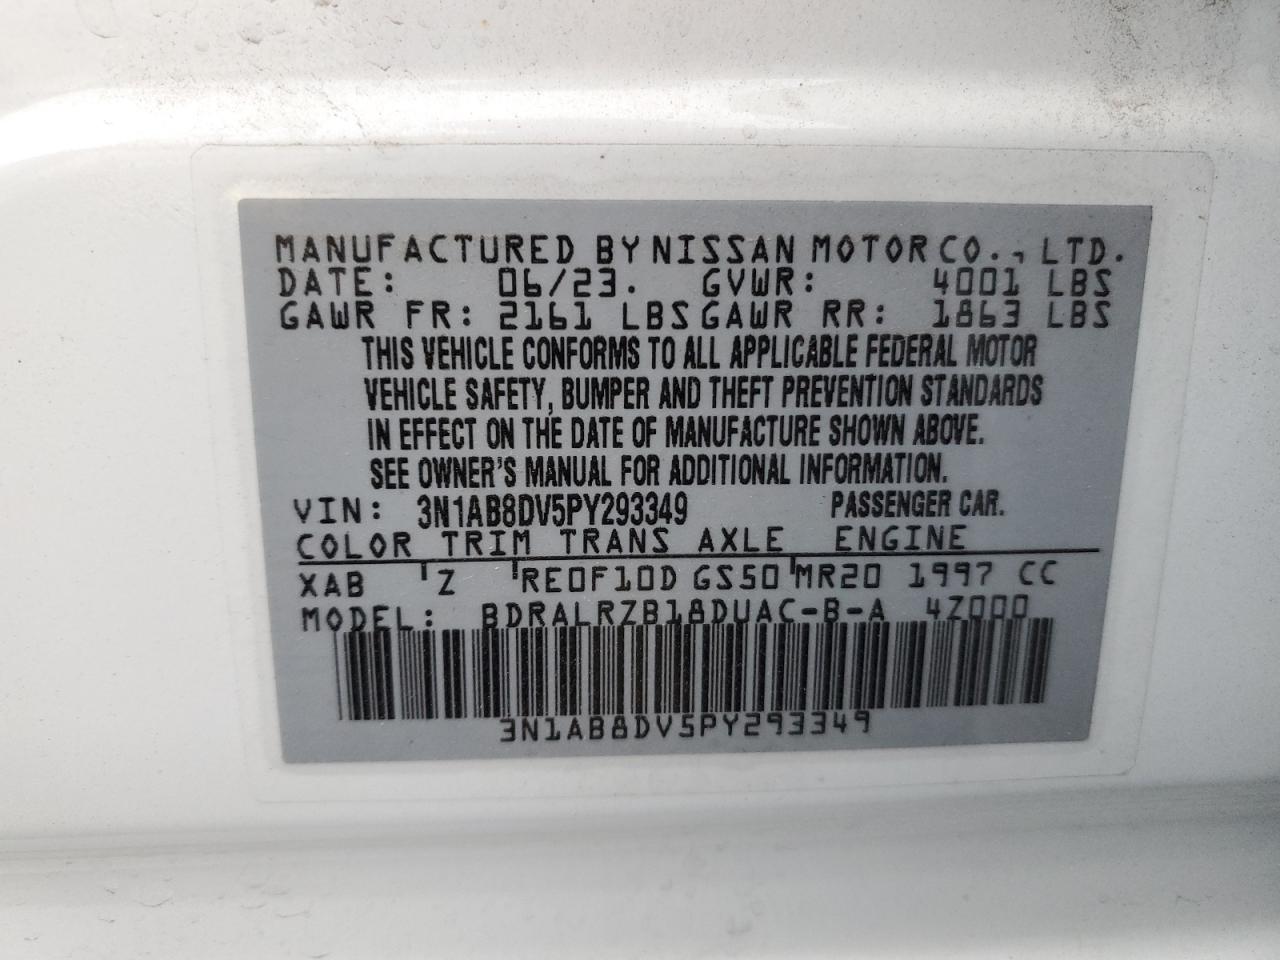 MANUFACTURED BY NISSAN MOTOR CO., LTD.
DATE: 06/23. GVWR: 4001 LBS
GAWR FR: 2161 LBS GAWR RR: 1863 LBS
THIS VEHICLE CONFORMS TO ALL APPLICABLE FEDERAL MOTOR
VEHICLE SAFETY, BUMPER AND THEFT PREVENTION STANDARDS
IN EFFECT ON THE DATE OF MANUFACTURE SHOWN ABOVE.
SEE OWNER'S MANUAL FOR ADDITIONAL INFORMATION.
VIN: 3N1AB8DV5PY293349 PASSENGER CAR.
COLOR TRIM TRANS AXLE ENGINE
XAB Z RE0F10D GS50 MR20 1997 CC
MODEL: BDRALRZB18DUAC-B-A 4Z000
3N1AB8DV5PY293349